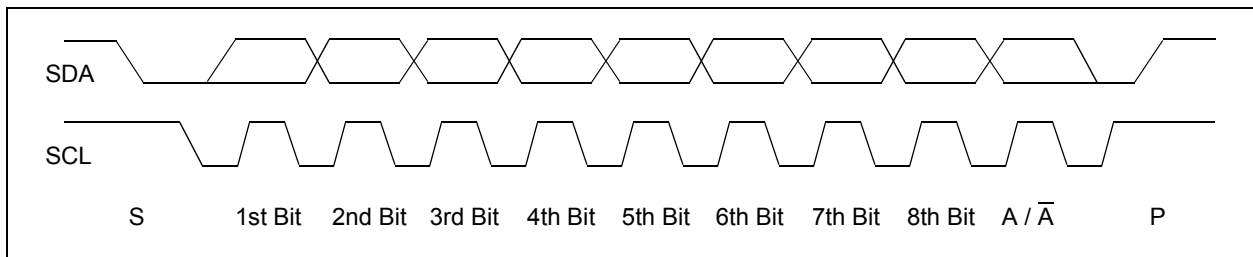 SDA
SCL
S 1st Bit 2nd Bit 3rd Bit 4th Bit 5th Bit 6th Bit 7th Bit 8th Bit A / A̅ P